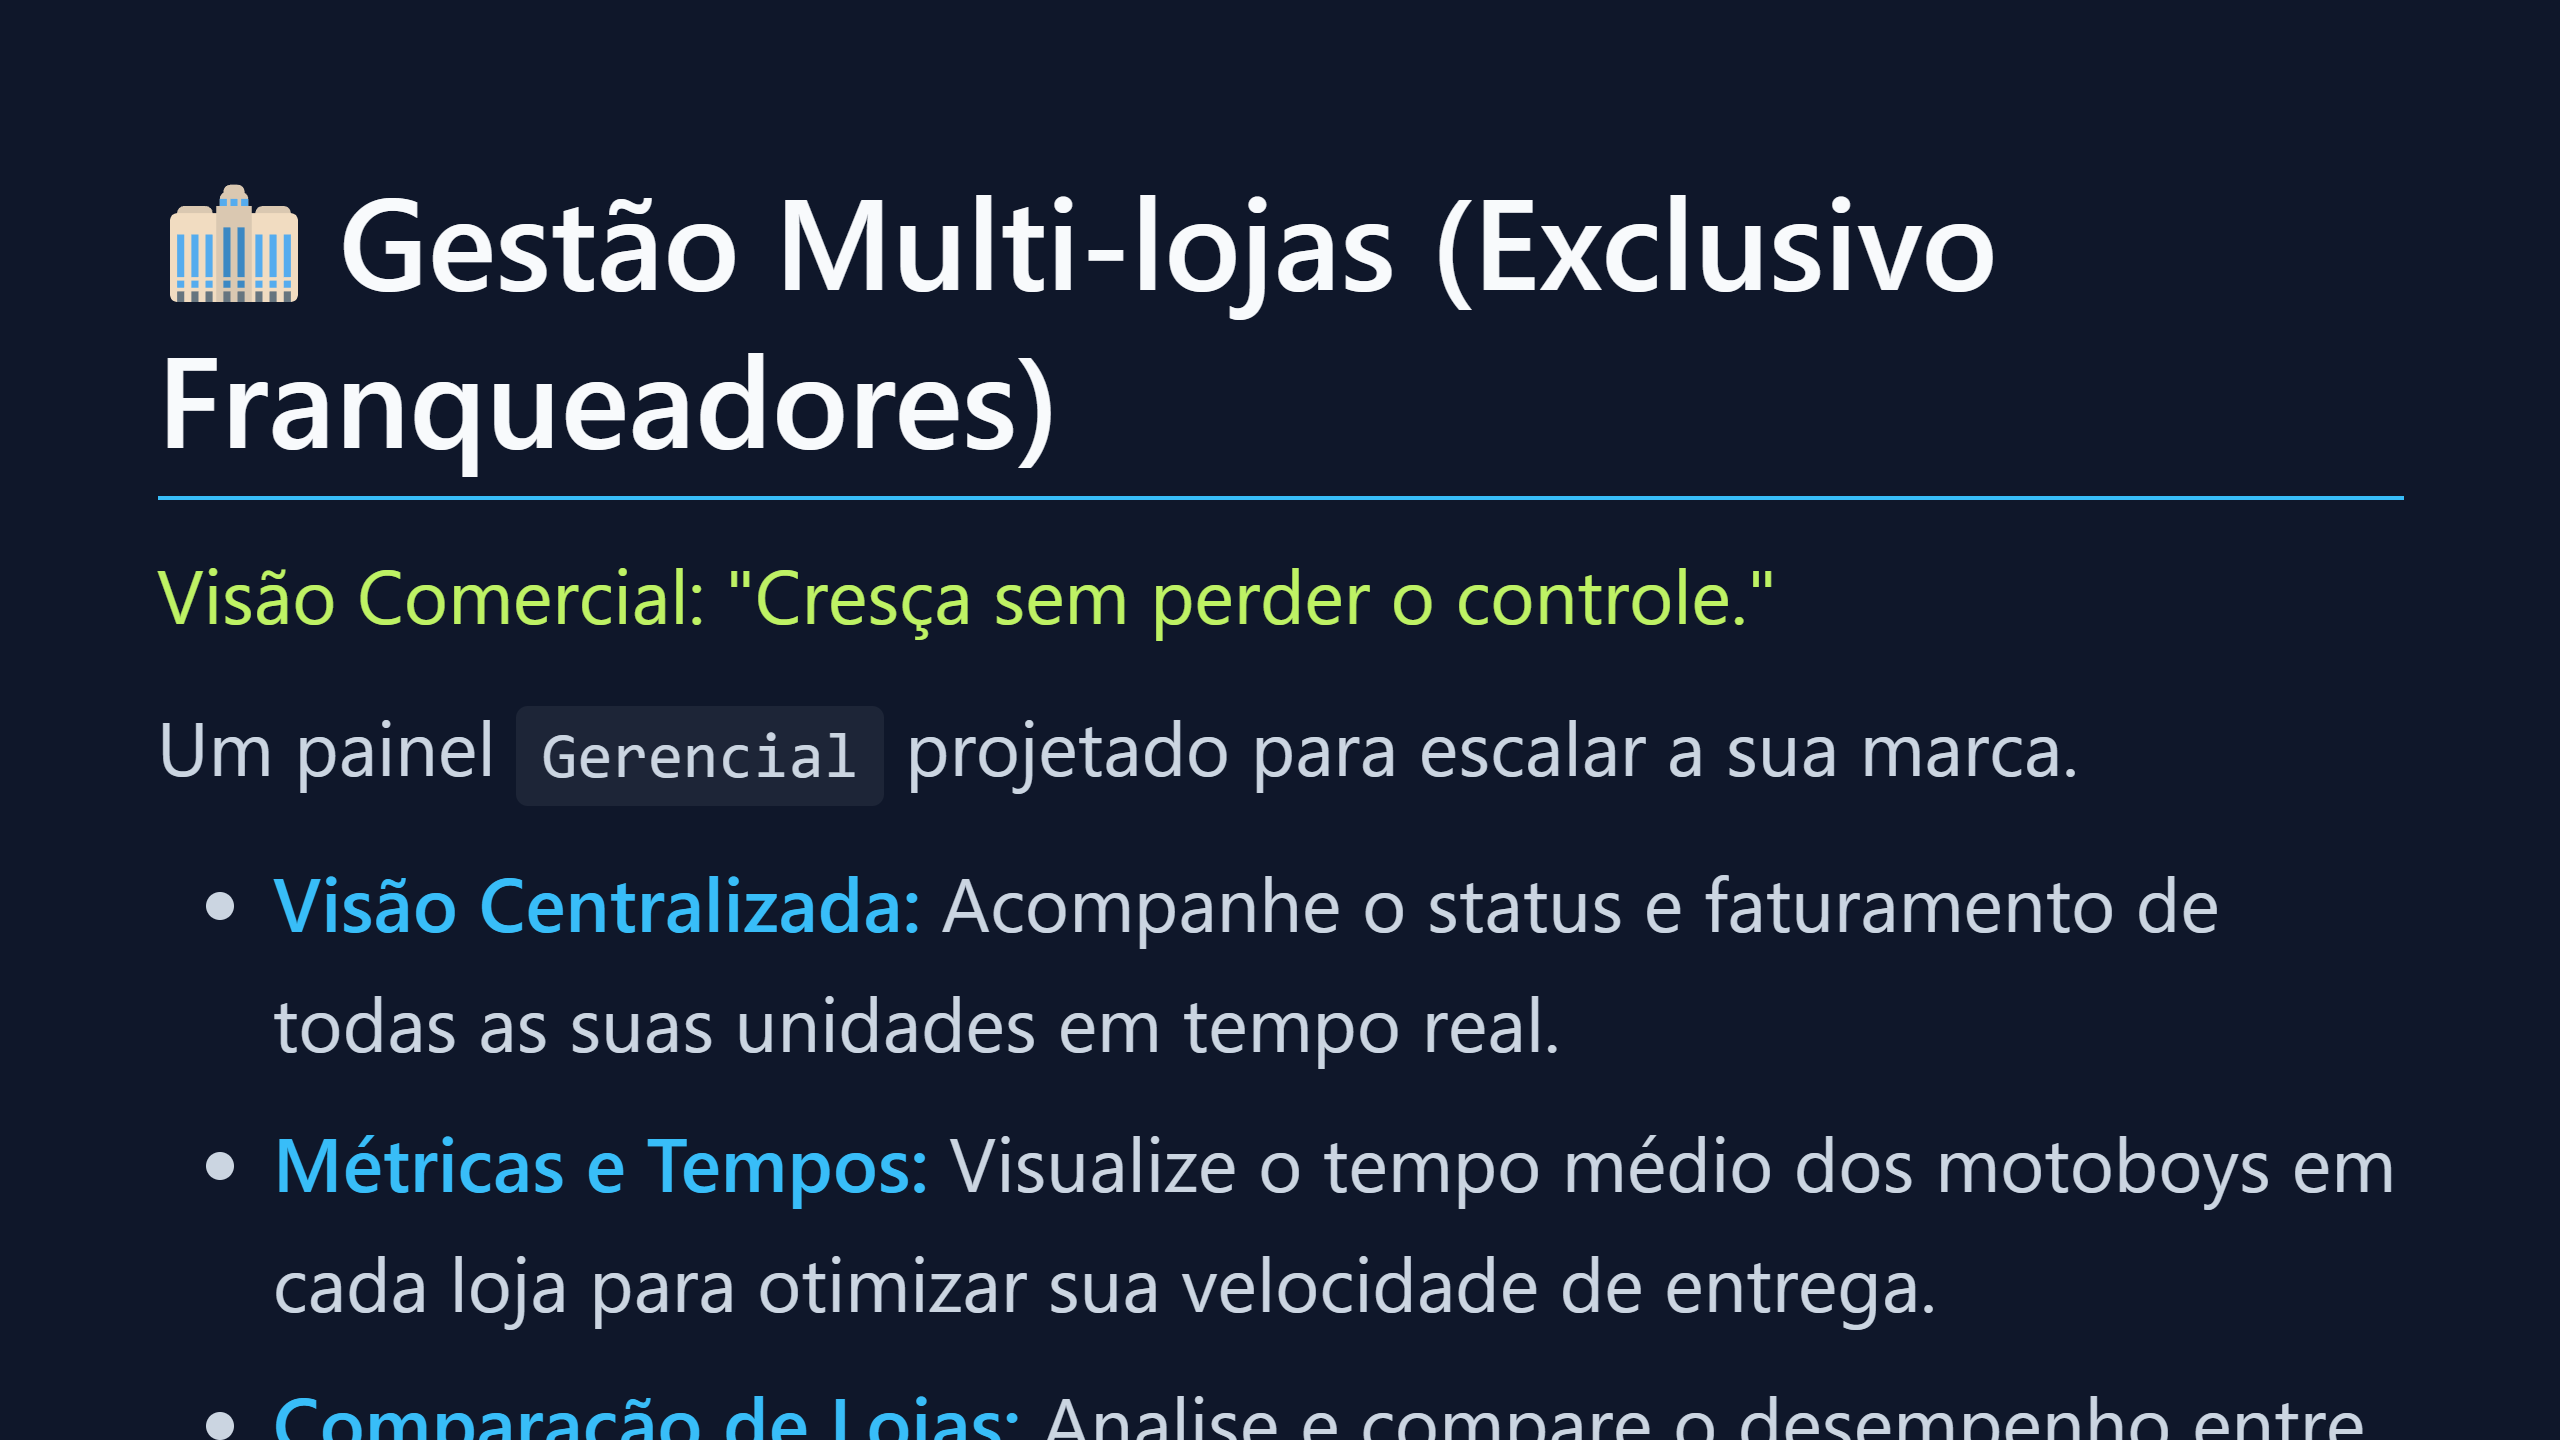 Gestão Multi-lojas (Exclusivo
Franqueadores)
Visão Comercial: "Cresça sem perder o controle."
Um painel Gerencial projetado para escalar a sua marca.
• Visão Centralizada: Acompanhe o status e faturamento de
todas as suas unidades em tempo real.
• Métricas e Tempos: Visualize o tempo médio dos motoboys em
cada loja para otimizar sua velocidade de entrega.
• Comparação de Lojas: Analise e compare o desempenho entre